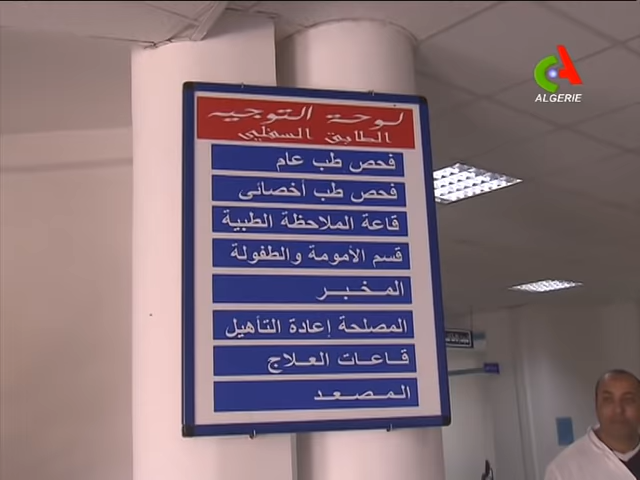 ALGERIE
لوحة التوجيه
الطابق السفلي
فحص طب عام
فحص طب أخصائي
قاعة الملاحظة الطبية
قسم الأمومة والطفولة
المخبر
المصلحة إعادة التأهيل
قاعات العلاج
المصعد